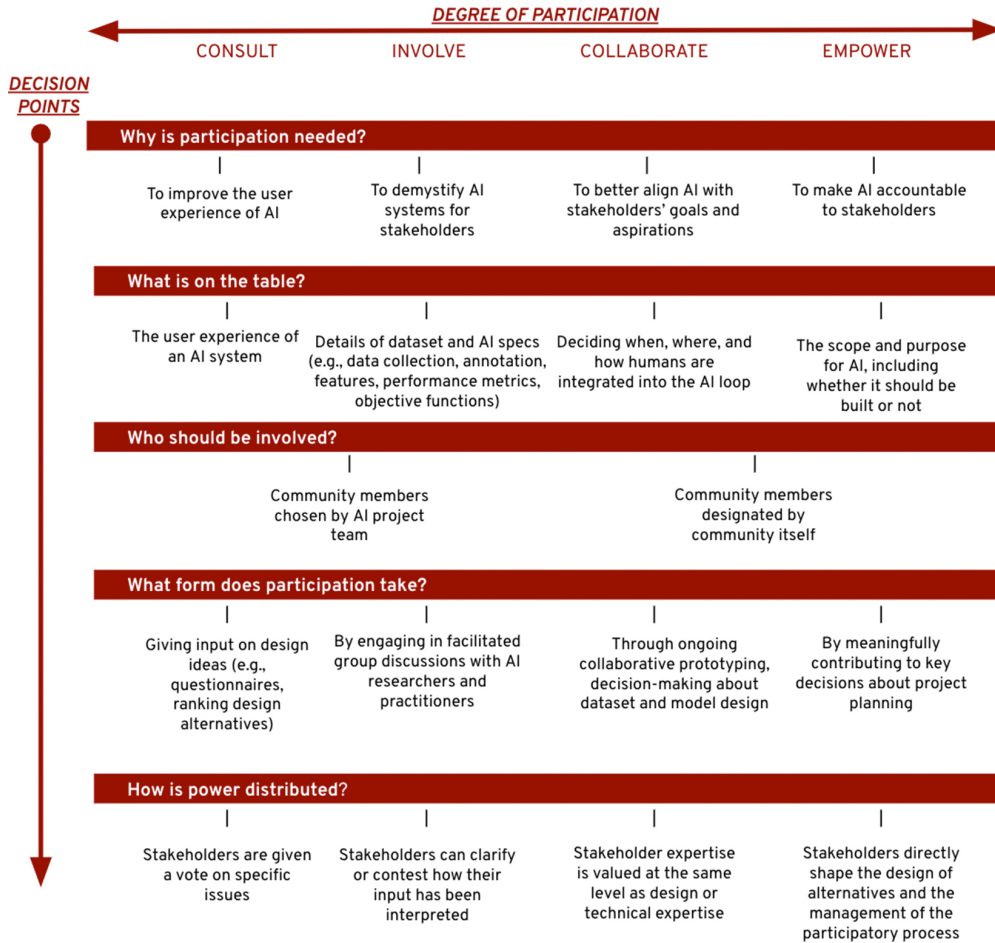 DEGREE OF PARTICIPATION
CONSULT
INVOLVE
COLLABORATE
EMPOWER
DECISION
POINTS
Why is participation needed?
To improve the user
experience of AI
To demystify AI
systems for
stakeholders
To better align AI with
stakeholders' goals and
aspirations
To make AI accountable
to stakeholders
What is on the table?
The user experience of
an AI system
Details of dataset and AI specs
(e.g., data collection, annotation,
features, performance metrics,
objective functions)
Deciding when, where, and
how humans are
integrated into the AI loop
The scope and purpose
for AI, including
whether it should be
built or not
Who should be involved?
Community members
chosen by AI project
team
Community members
designated by
community itself
What form does participation take?
Giving input on design
ideas (e.g.,
questionnaires,
ranking design
alternatives)
By engaging in facilitated
group discussions with AI
researchers and
practitioners
Through ongoing
collaborative prototyping,
decision-making about
dataset and model design
By meaningfully
contributing to key
decisions about project
planning
How is power distributed?
Stakeholders are given
a vote on specific
issues
Stakeholders can clarify
or contest how their
input has been
interpreted
Stakeholder expertise
is valued at the same
level as design or
technical expertise
Stakeholders directly
shape the design of
alternatives and the
management of the
participatory process